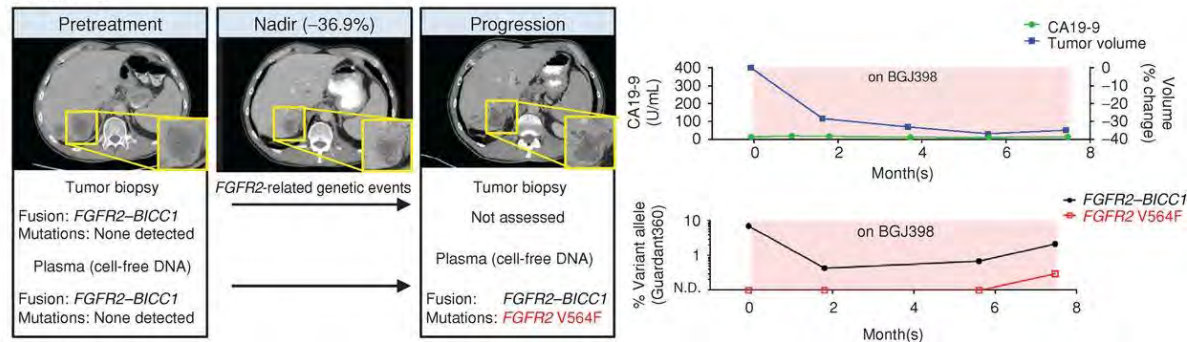 Pretreatment
Nadir (−36.9%)
Progression
Tumor biopsy
Fusion: FGFR2–BICC1
Mutations: None detected
Plasma (cell-free DNA)
Fusion: FGFR2–BICC1
Mutations: None detected
FGFR2-related genetic events
Tumor biopsy
Not assessed
Plasma (cell-free DNA)
Fusion: FGFR2–BICC1
Mutations: FGFR2 V564F
CA19-9
Tumor volume
on BGJ398
CA19-9
(U/mL)
400
300
200
100
0
0
−10
−20
−30
−40
Volume
(% change)
0 2 4 6 8
Month(s)
FGFR2–BICC1
FGFR2 V564F
on BGJ398
% Variant allele
(Guardant360)
10
1
N.D.
0 2 4 6 8
Month(s)